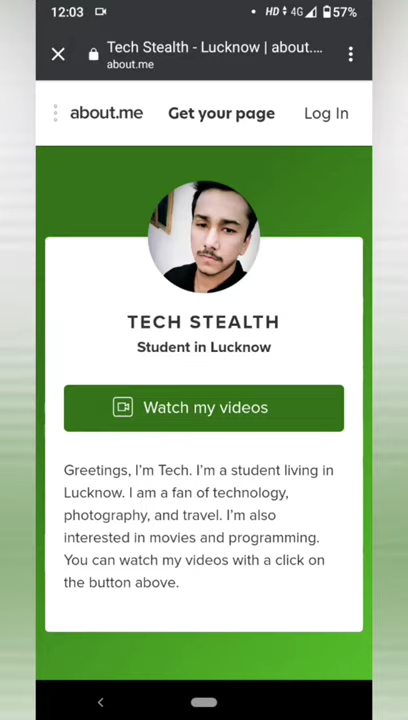 12:03 HD 4G 57%
Tech Stealth - Lucknow | about....
about.me
about.me Get your page Log In
TECH STEALTH
Student in Lucknow
Watch my videos
Greetings, I'm Tech. I'm a student living in
Lucknow. I am a fan of technology,
photography, and travel. I'm also
interested in movies and programming.
You can watch my videos with a click on
the button above.